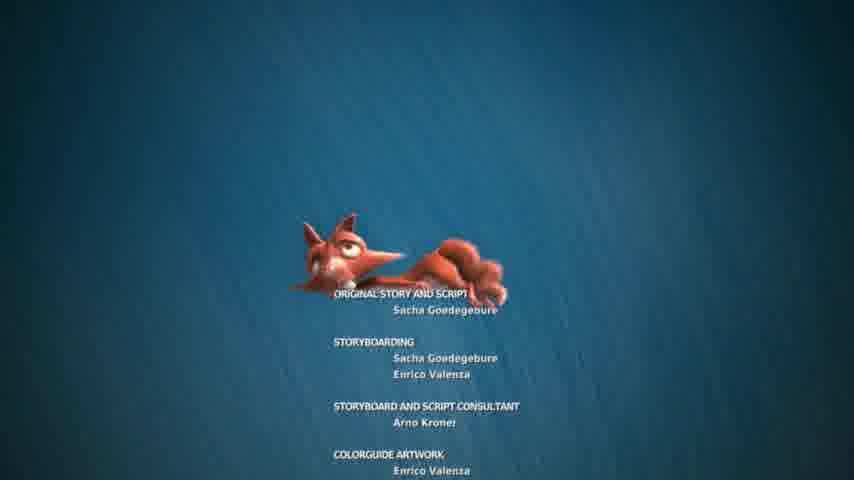 ORIGINAL STORY AND SCRIPT
Sacha Goedegebure
STORYBOARDING
Sacha Goedegebure
Enrico Valenza
STORYBOARD AND SCRIPT CONSULTANT
Arno Kroner
COLORGUIDE ARTWORK
Enrico Valenza